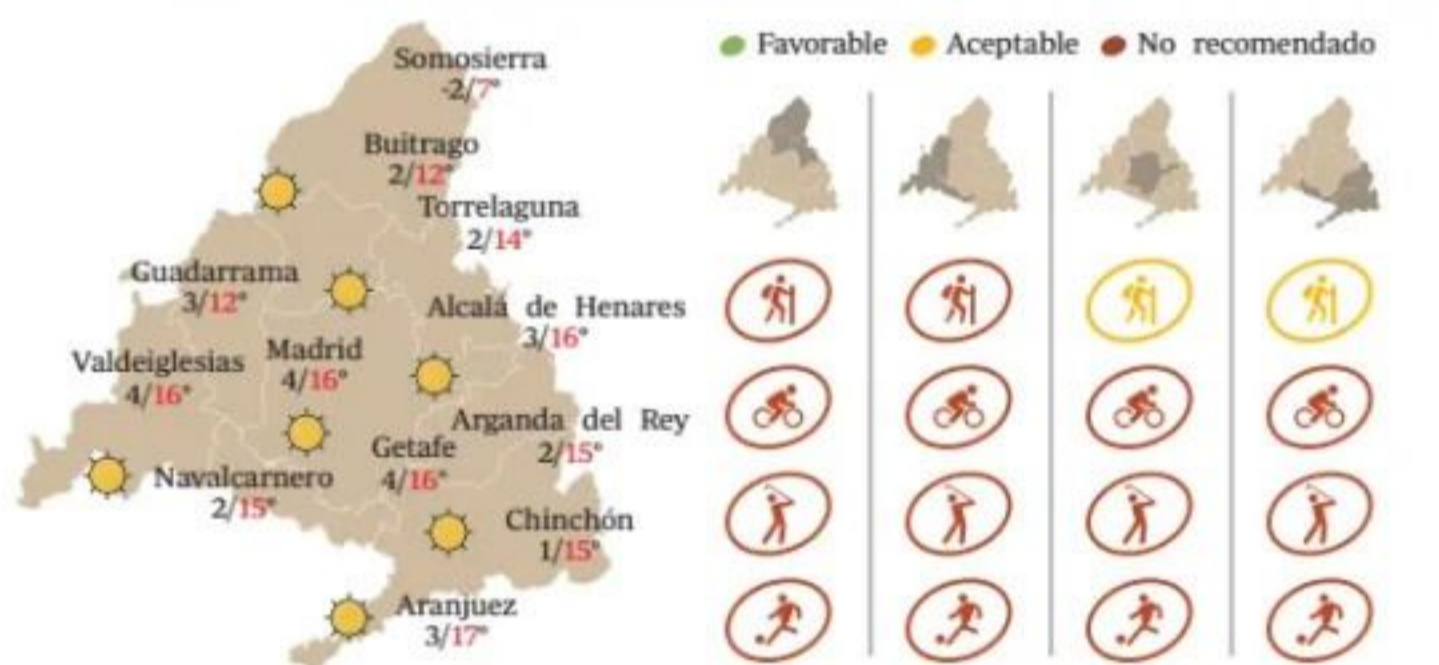 Somosierra
-2/7°
Buitrago
2/12°
Torrelaguna
2/14°
Guadarrama
3/12°
Alcalá de Henares
3/16°
Valdeiglesias
4/16°
Madrid
4/16°
Arganda del Rey
2/15°
Getafe
4/16°
Navalcarnero
2/15°
Chinchón
1/15°
Aranjuez
3/17°
Favorable Aceptable No recomendado